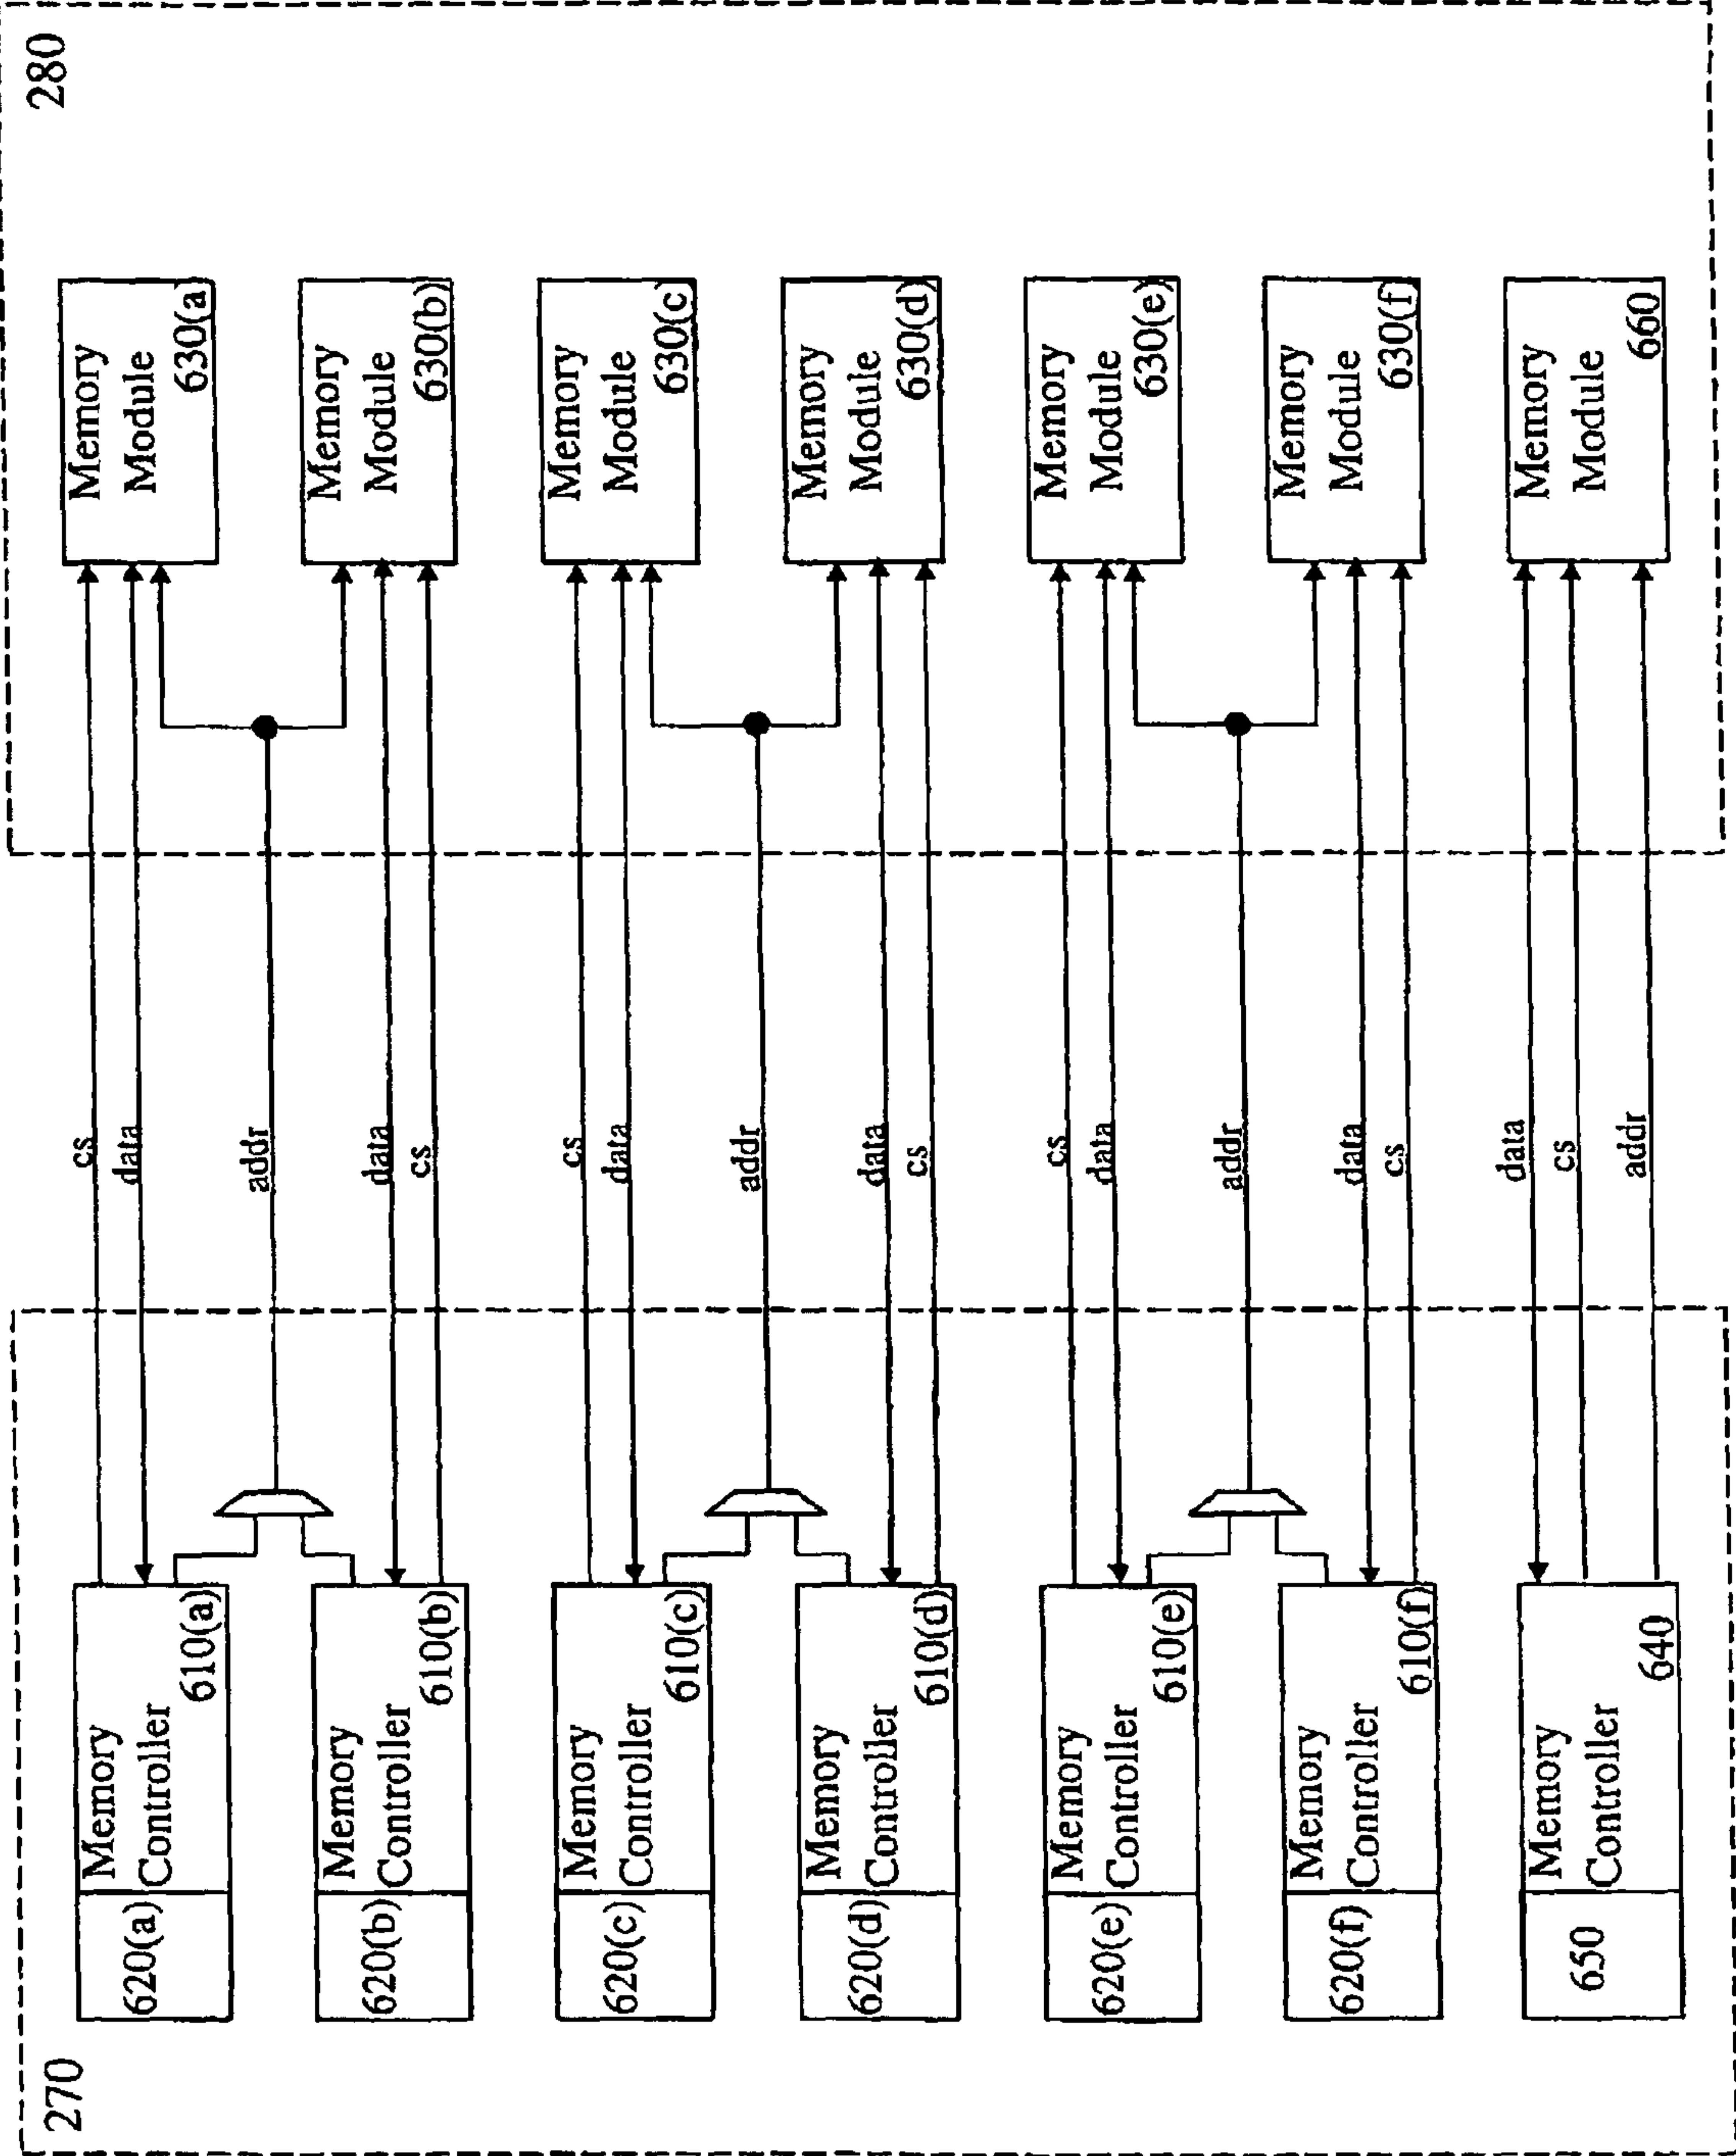 270
280
620(a)
Memory
Controller
610(a)
cs
data
addr
Memory
Module
630(a
620(b)
Memory
Controller
610(b)
data
cs
Memory
Module
630(b)
620(c)
Memory
Controller
610(c)
cs
data
addr
Memory
Module
630(c
620(d)
Memory
Controller
610(d)
data
cs
Memory
Module
630(d)
620(e)
Memory
Controller
610(e)
cs
data
addr
Memory
Module
630(e)
620(f)
Memory
Controller
610(f)
data
cs
Memory
Module
630(f)
650
Memory
Controller
640
data
cs
addr
Memory
Module
660